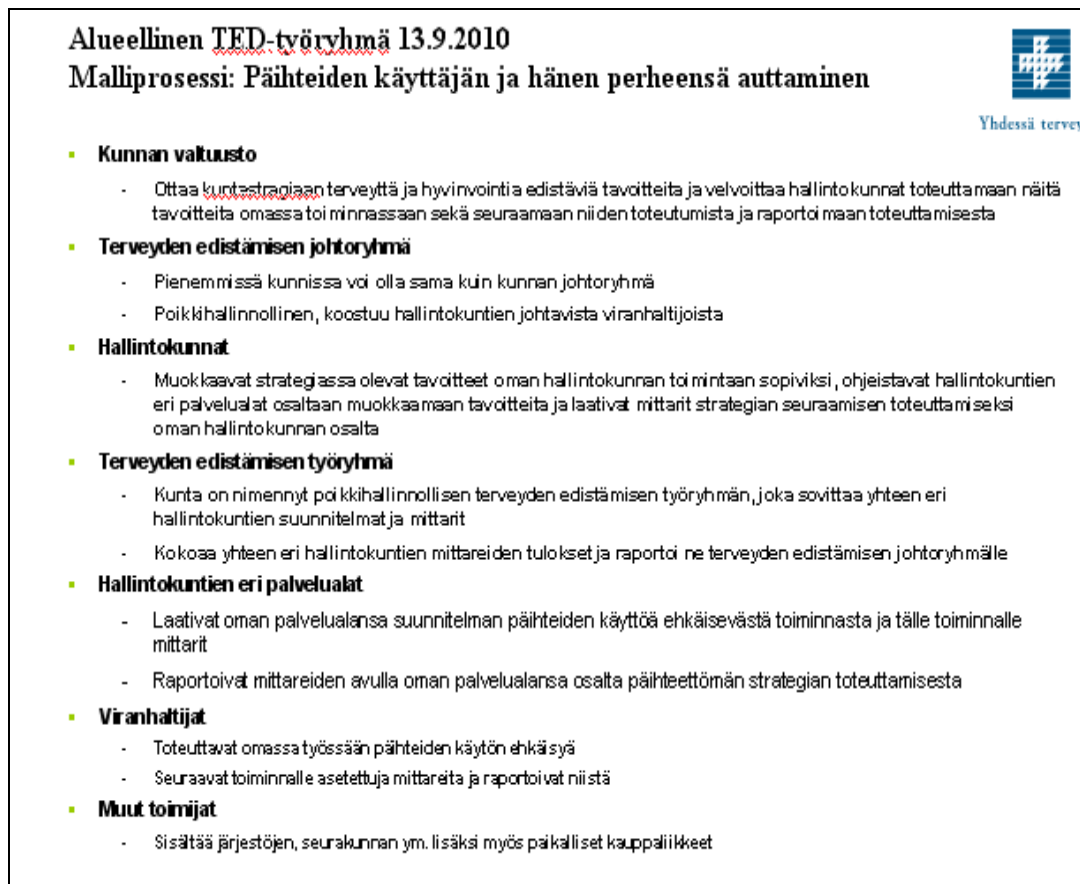 Alueellinen TED-työryhmä 13.9.2010
Malliprosessi: Päihteiden käyttäjän ja hänen perheensä auttaminen
Yhdessä tervey
▪ Kunnan valtuusto
- Ottaa kuntastragiaan terveyttä ja hyvinvointia edistäviä tavoitteita ja velvoittaa hallintokunnat toteuttamaan näitä
tavoitteita omassa toiminnassaan sekä seuraamaan niiden toteutumista ja raportoimaan toteuttamisesta
▪ Terveyden edistämisen johtoryhmä
- Pienemmissä kunnissa voi olla sama kuin kunnan johtoryhmä
- Poikkihallinnollinen, koostuu hallintokuntien johtavista viranhaltijoista
▪ Hallintokunnat
- Muokkaavat strategiassa olevat tavoitteet oman hallintokunnan toimintaan sopiviksi, ohjeistavat hallintokuntien
eri palvelualat osaltaan muokkaamaan tavoitteita ja laativat mittarit strategian seuraamisen toteuttamiseksi
oman hallintokunnan osalta
▪ Terveyden edistämisen työryhmä
- Kunta on nimennyt poikkihallinnollisen terveyden edistämisen työryhmän, joka sovittaa yhteen eri
hallintokuntien suunnitelmat ja mittarit
- Kokoaa yhteen eri hallintokuntien mittareiden tulokset ja raportoi ne terveyden edistämisen johtoryhmälle
▪ Hallintokuntien eri palvelualat
- Laativat oman palvelualansa suunnitelman päihteiden käyttöä ehkäisevästä toiminnasta ja tälle toiminnalle
mittarit
- Raportoivat mittareiden avulla oman palvelualansa osalta päihteettömän strategian toteuttamisesta
▪ Viranhaltijat
- Toteuttavat omassa työssään päihteiden käytön ehkäisyä
- Seuraavat toiminnalle asetettuja mittareita ja raportoivat niistä
▪ Muut toimijat
- Sisältää järjestöjen, seurakunnan ym. lisäksi myös paikalliset kauppaliikkeet